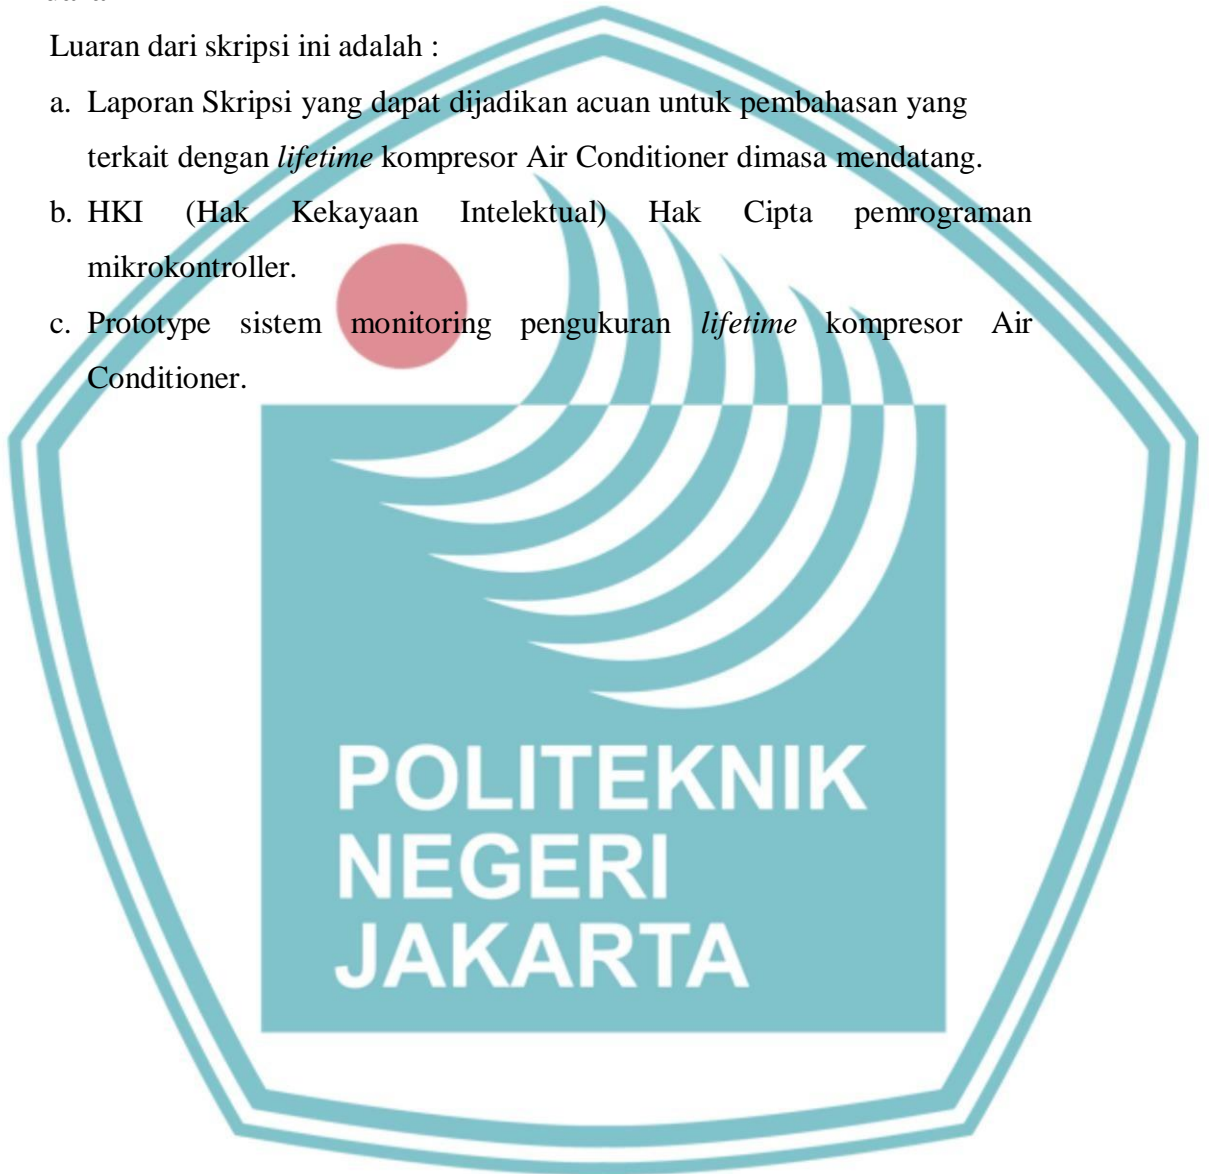 Luaran dari skripsi ini adalah :
a. Laporan Skripsi yang dapat dijadikan acuan untuk pembahasan yang
terkait dengan lifetime kompresor Air Conditioner dimasa mendatang.
b. HKI (Hak Kekayaan Intelektual) Hak Cipta pemrograman
mikrokontroller.
c. Prototype sistem monitoring pengukuran lifetime kompresor Air
Conditioner.
POLITEKNIK
NEGERI
JAKARTA